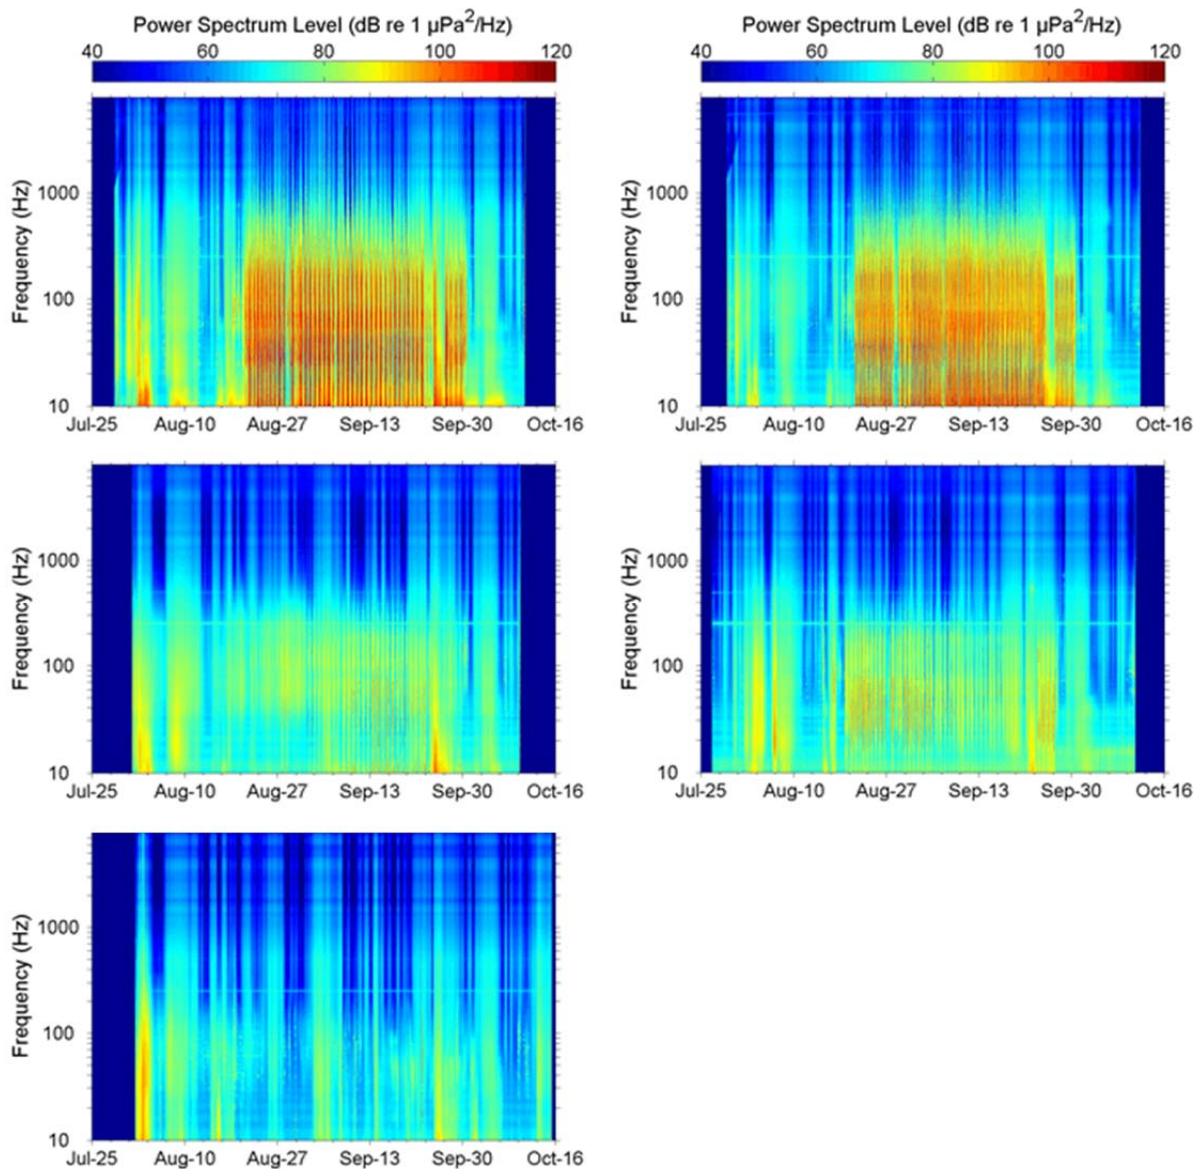 Power Spectrum Level (dB re 1 µPa²/Hz)
40 60 80 100 120
Frequency (Hz)
1000
100
10
Jul-25 Aug-10 Aug-27 Sep-13 Sep-30 Oct-16
Power Spectrum Level (dB re 1 µPa²/Hz)
40 60 80 100 120
Frequency (Hz)
1000
100
10
Jul-25 Aug-10 Aug-27 Sep-13 Sep-30 Oct-16
Frequency (Hz)
1000
100
10
Jul-25 Aug-10 Aug-27 Sep-13 Sep-30 Oct-16
Frequency (Hz)
1000
100
10
Jul-25 Aug-10 Aug-27 Sep-13 Sep-30 Oct-16
Frequency (Hz)
1000
100
10
Jul-25 Aug-10 Aug-27 Sep-13 Sep-30 Oct-16